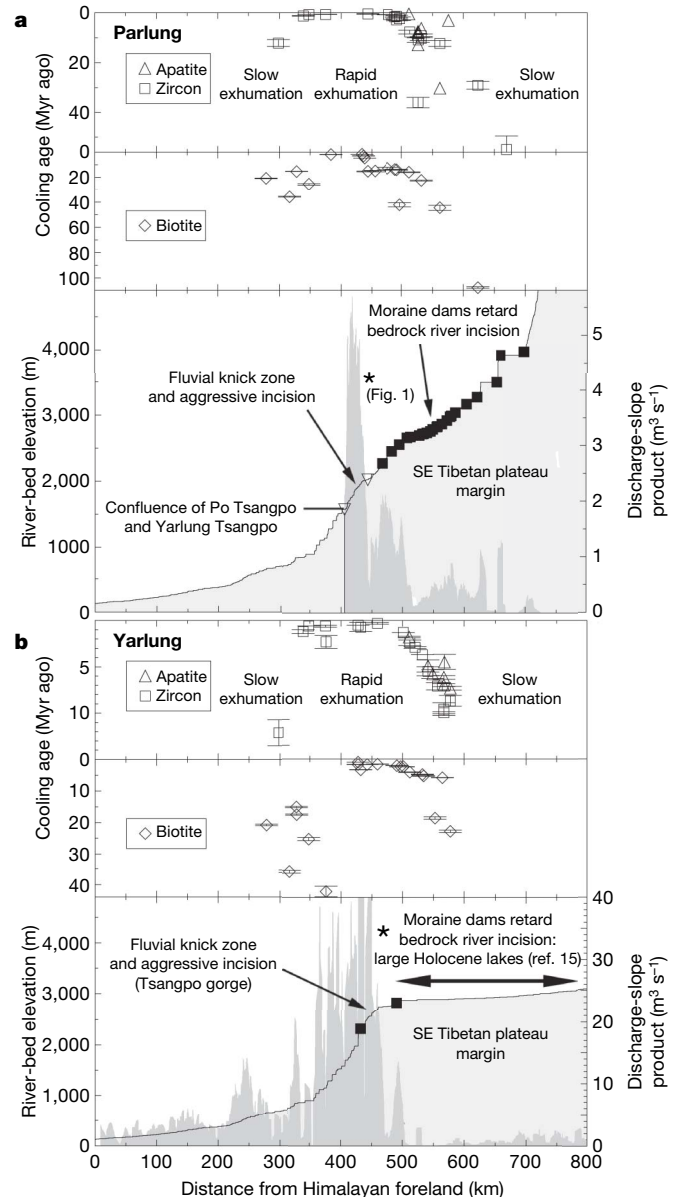 a
Parlung
Apatite
Zircon
Slow
exhumation
Rapid
exhumation
Slow
exhumation
0
20
40
0
Cooling age (Myr ago)
Biotite
20
40
60
80
100
Moraine dams retard
bedrock river incision
Fluvial knick zone
and aggressive incision
*
(Fig. 1)
Confluence of Po Tsangpo
and Yarlung Tsangpo
SE Tibetan plateau
margin
4,000
3,000
2,000
1000
0
River-bed elevation (m)
5
4
3
2
1
0
Discharge-slope
product (m³ s⁻¹)
b
Yarlung
Apatite
Zircon
Slow
exhumation
Rapid
exhumation
Slow
exhumation
5
10
0
Cooling age (Myr ago)
Biotite
10
20
30
40
Fluvial knick zone
and aggressive incision
(Tsangpo gorge)
*
Moraine dams retard
bedrock river incision:
large Holocene lakes (ref. 15)
SE Tibetan plateau
margin
4,000
3,000
2,000
1,000
0
River-bed elevation (m)
40
30
20
10
0
Discharge-slope
product (m³ s⁻¹)
0 100 200 300 400 500 600 700 800
Distance from Himalayan foreland (km)